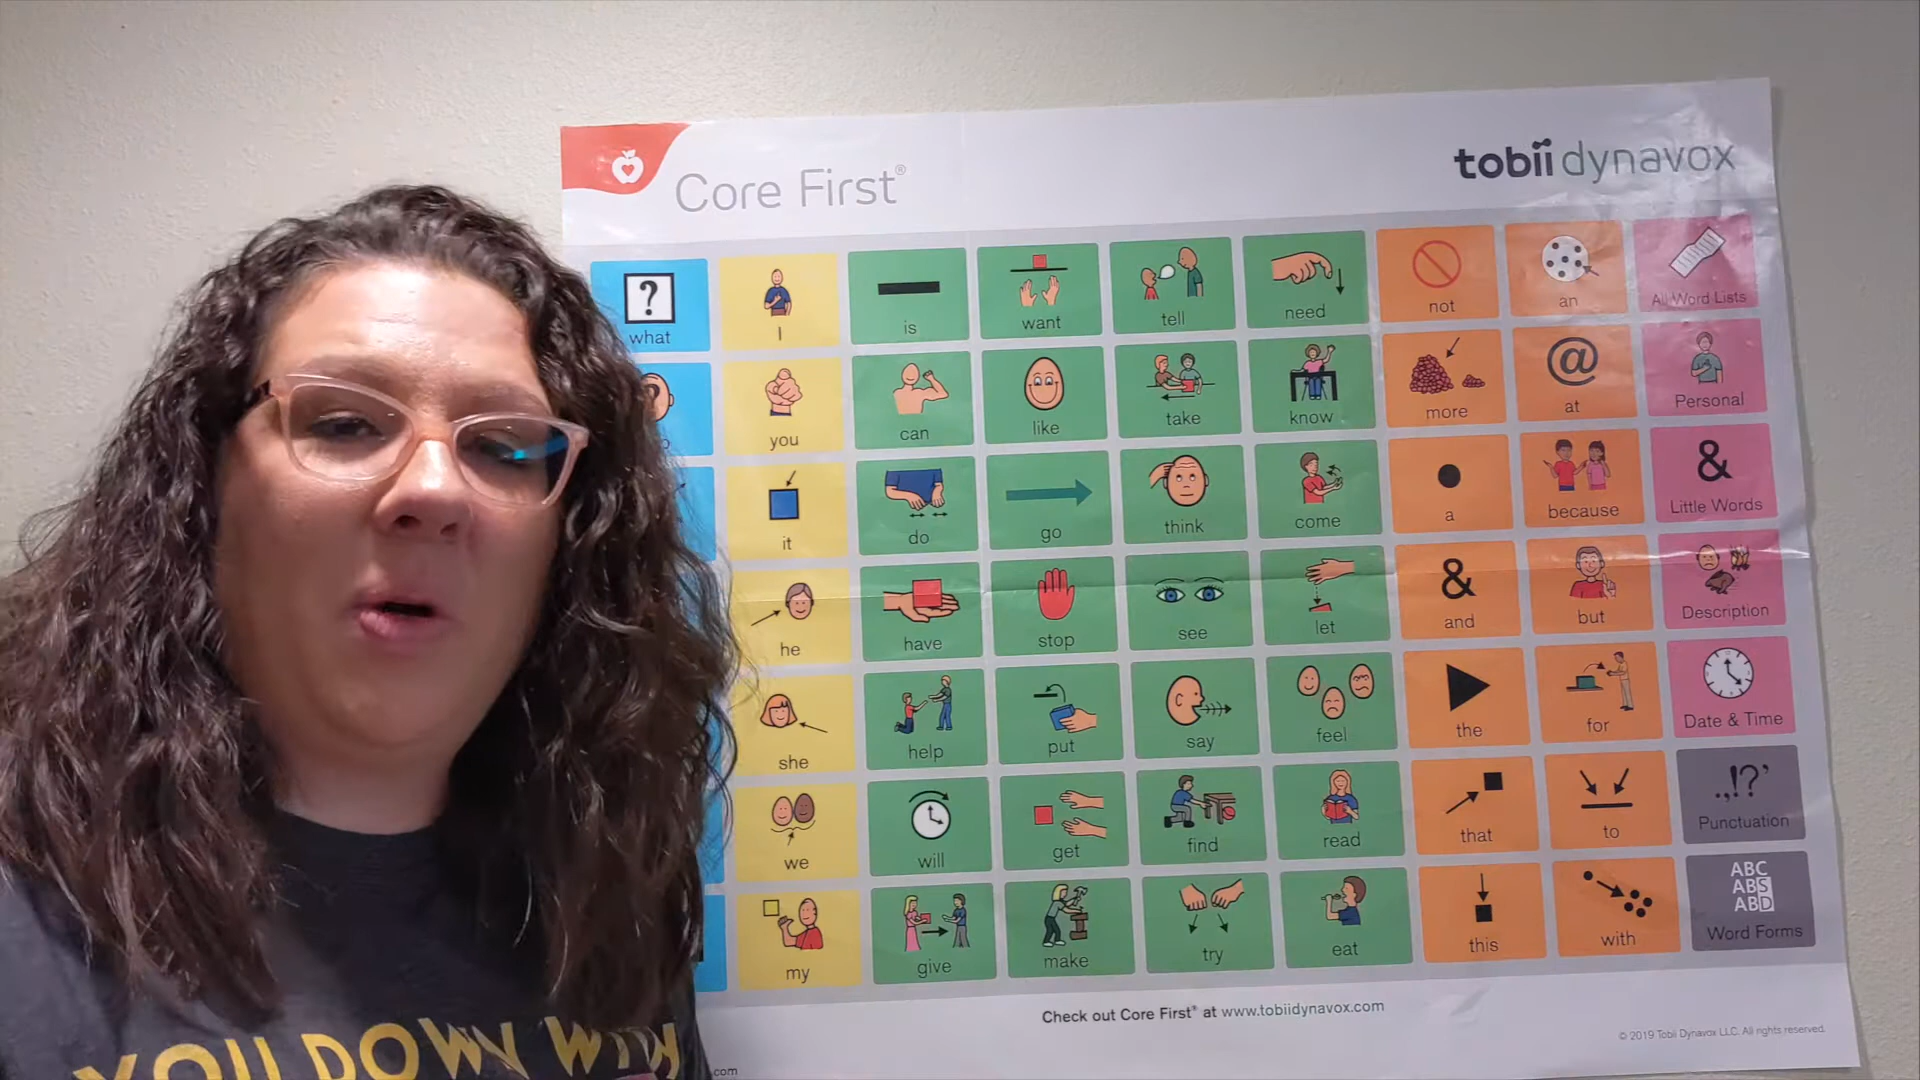 Core First®
tobii dynavox
? what
I
is
want
tell
need
not
an
All Word Lists
you
can
like
take
know
more
@ at
Personal
it
do
go
think
come
a
because
& Little Words
he
have
stop
see
let
& and
but
Description
she
help
put
say
feel
the
for
Date & Time
we
will
get
find
read
that
to
.,!?' Punctuation
my
give
make
try
eat
this
with
ABC
ABS
ABD
Word Forms
Check out Core First® at www.tobiidynavox.com
© 2019 Tobii Dynavox LLC. All rights reserved.
.com
YOU DOWN WITH